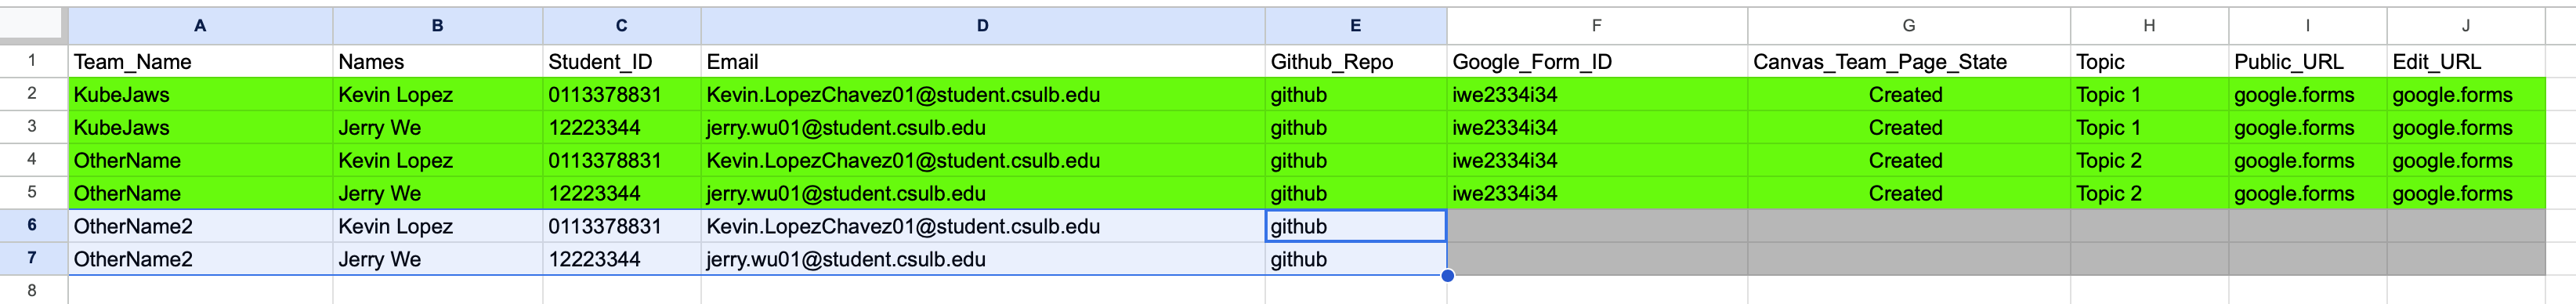 A B C D E F G H I J
1 Team_Name Names Student_ID Email Github_Repo Google_Form_ID Canvas_Team_Page_State Topic Public_URL Edit_URL
2 KubeJaws Kevin Lopez 0113378831 Kevin.LopezChavez01@student.csulb.edu github iwe2334i34 Created Topic 1 google.forms google.forms
3 KubeJaws Jerry We 12223344 jerry.wu01@student.csulb.edu github iwe2334i34 Created Topic 1 google.forms google.forms
4 OtherName Kevin Lopez 0113378831 Kevin.LopezChavez01@student.csulb.edu github iwe2334i34 Created Topic 2 google.forms google.forms
5 OtherName Jerry We 12223344 jerry.wu01@student.csulb.edu github iwe2334i34 Created Topic 2 google.forms google.forms
6 OtherName2 Kevin Lopez 0113378831 Kevin.LopezChavez01@student.csulb.edu github
7 OtherName2 Jerry We 12223344 jerry.wu01@student.csulb.edu github
8